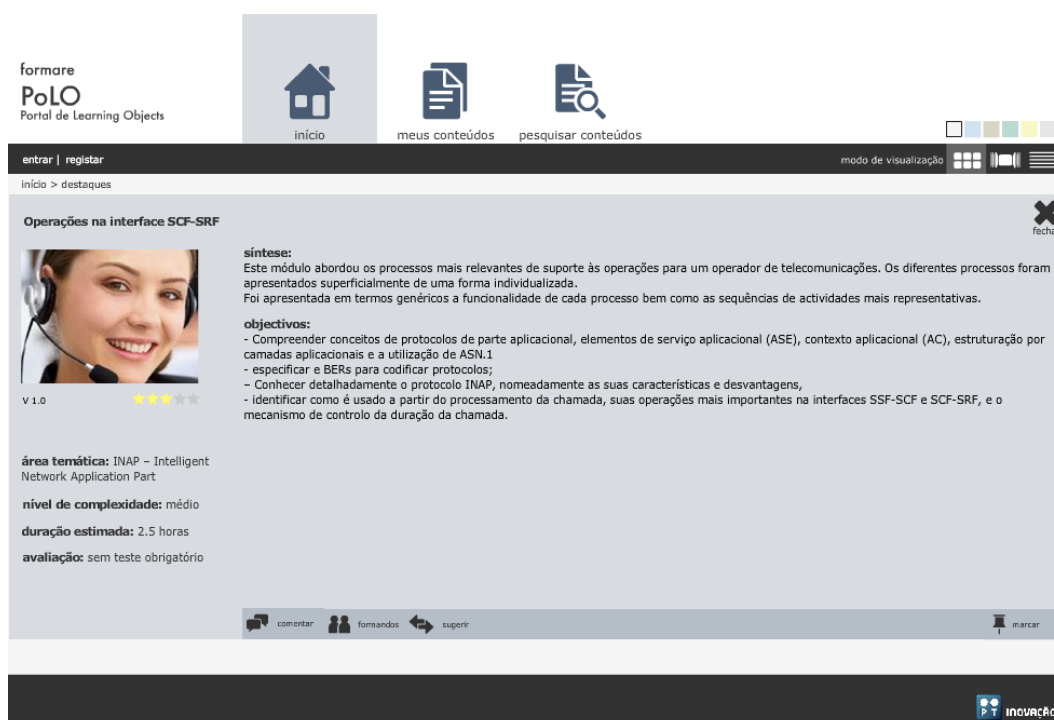 formare
PoLO
Portal de Learning Objects
início
meus conteúdos
pesquisar conteúdos
entrar | registar
modo de visualização
início > destaques
Operações na interface SCF-SRF
V 1.0
área temática: INAP – Intelligent
Network Application Part
nível de complexidade: médio
duração estimada: 2.5 horas
avaliação: sem teste obrigatório
fecha
síntese:
Este módulo abordou os processos mais relevantes de suporte às operações para um operador de telecomunicações. Os diferentes processos foram
apresentados superficialmente de uma forma individualizada.
Foi apresentada em termos genéricos a funcionalidade de cada processo bem como as sequências de actividades mais representativas.
objectivos:
- Compreender conceitos de protocolos de parte aplicacional, elementos de serviço aplicacional (ASE), contexto aplicacional (AC), estruturação por
camadas aplicacionais e a utilização de ASN.1
- especificar e BERs para codificar protocolos;
– Conhecer detalhadamente o protocolo INAP, nomeadamente as suas características e desvantagens,
- identificar como é usado a partir do processamento da chamada, suas operações mais importantes na interfaces SSF-SCF e SCF-SRF, e o
mecanismo de controlo da duração da chamada.
comentar
formandos
sugerir
marcar
PT inovação